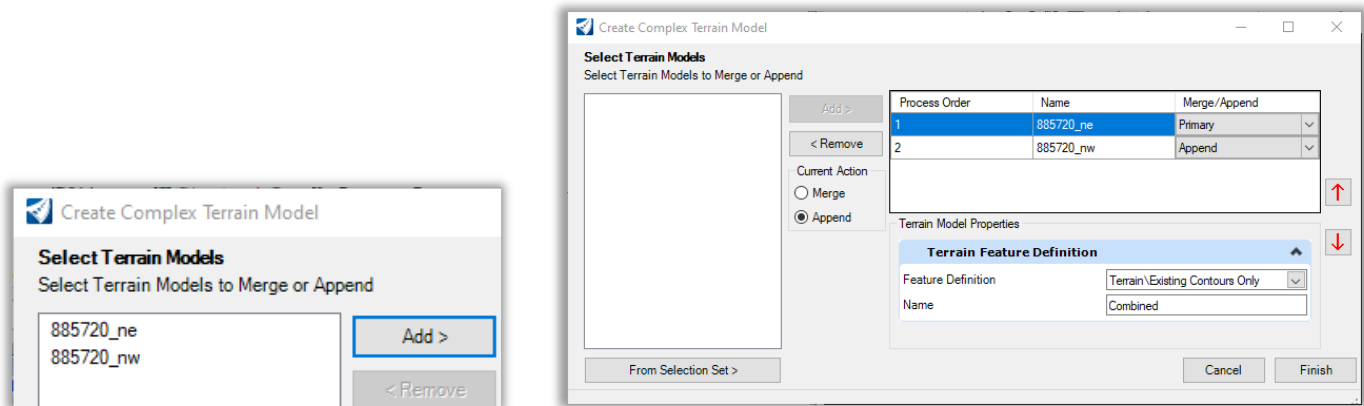 Create Complex Terrain Model
Select Terrain Models
Select Terrain Models to Merge or Append
885720_ne
885720_nw
Add >
< Remove
Create Complex Terrain Model
Select Terrain Models
Select Terrain Models to Merge or Append
Add >
< Remove
Current Action
Merge
Append
Process Order Name Merge/Append
1 885720_ne Primary
2 885720_nw Append
Terrain Model Properties
Terrain Feature Definition
Feature Definition Terrain\Existing Contours Only
Name Combined
From Selection Set >
Cancel Finish